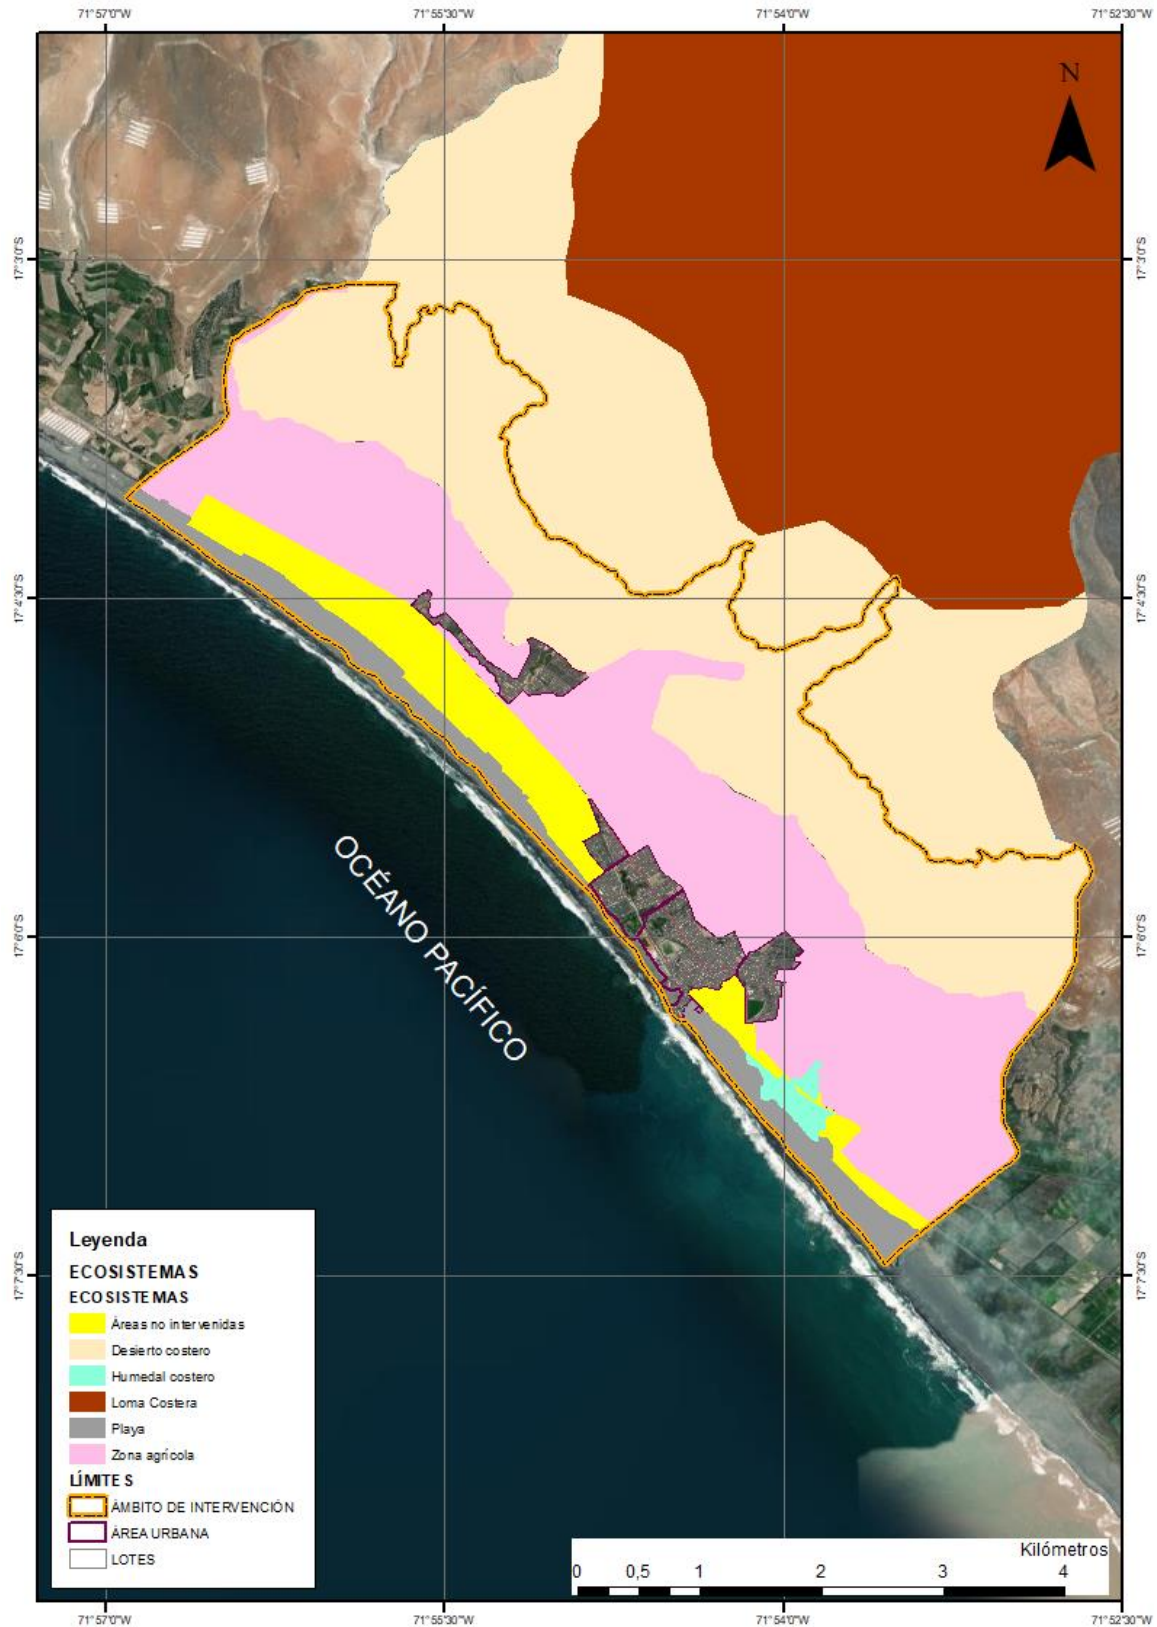 71°57'0"W 71°55'30"W 71°54'0"W 71°52'30"W
N
17°3'0"S 17°3'0"S
17°4'30"S 17°4'30"S
OCÉANO PACÍFICO
17°6'0"S 17°6'0"S
17°7'30"S 17°7'30"S
Leyenda
ECOSISTEMAS
ECOSISTEMAS
Áreas no intervenidas
Desierto costero
Humedal costero
Loma Costera
Playa
Zona agrícola
LÍMITES
ÁMBITO DE INTERVENCIÓN
ÁREA URBANA
LOTES
Kilómetros
0 0,5 1 2 3 4
71°57'0"W 71°55'30"W 71°54'0"W 71°52'30"W